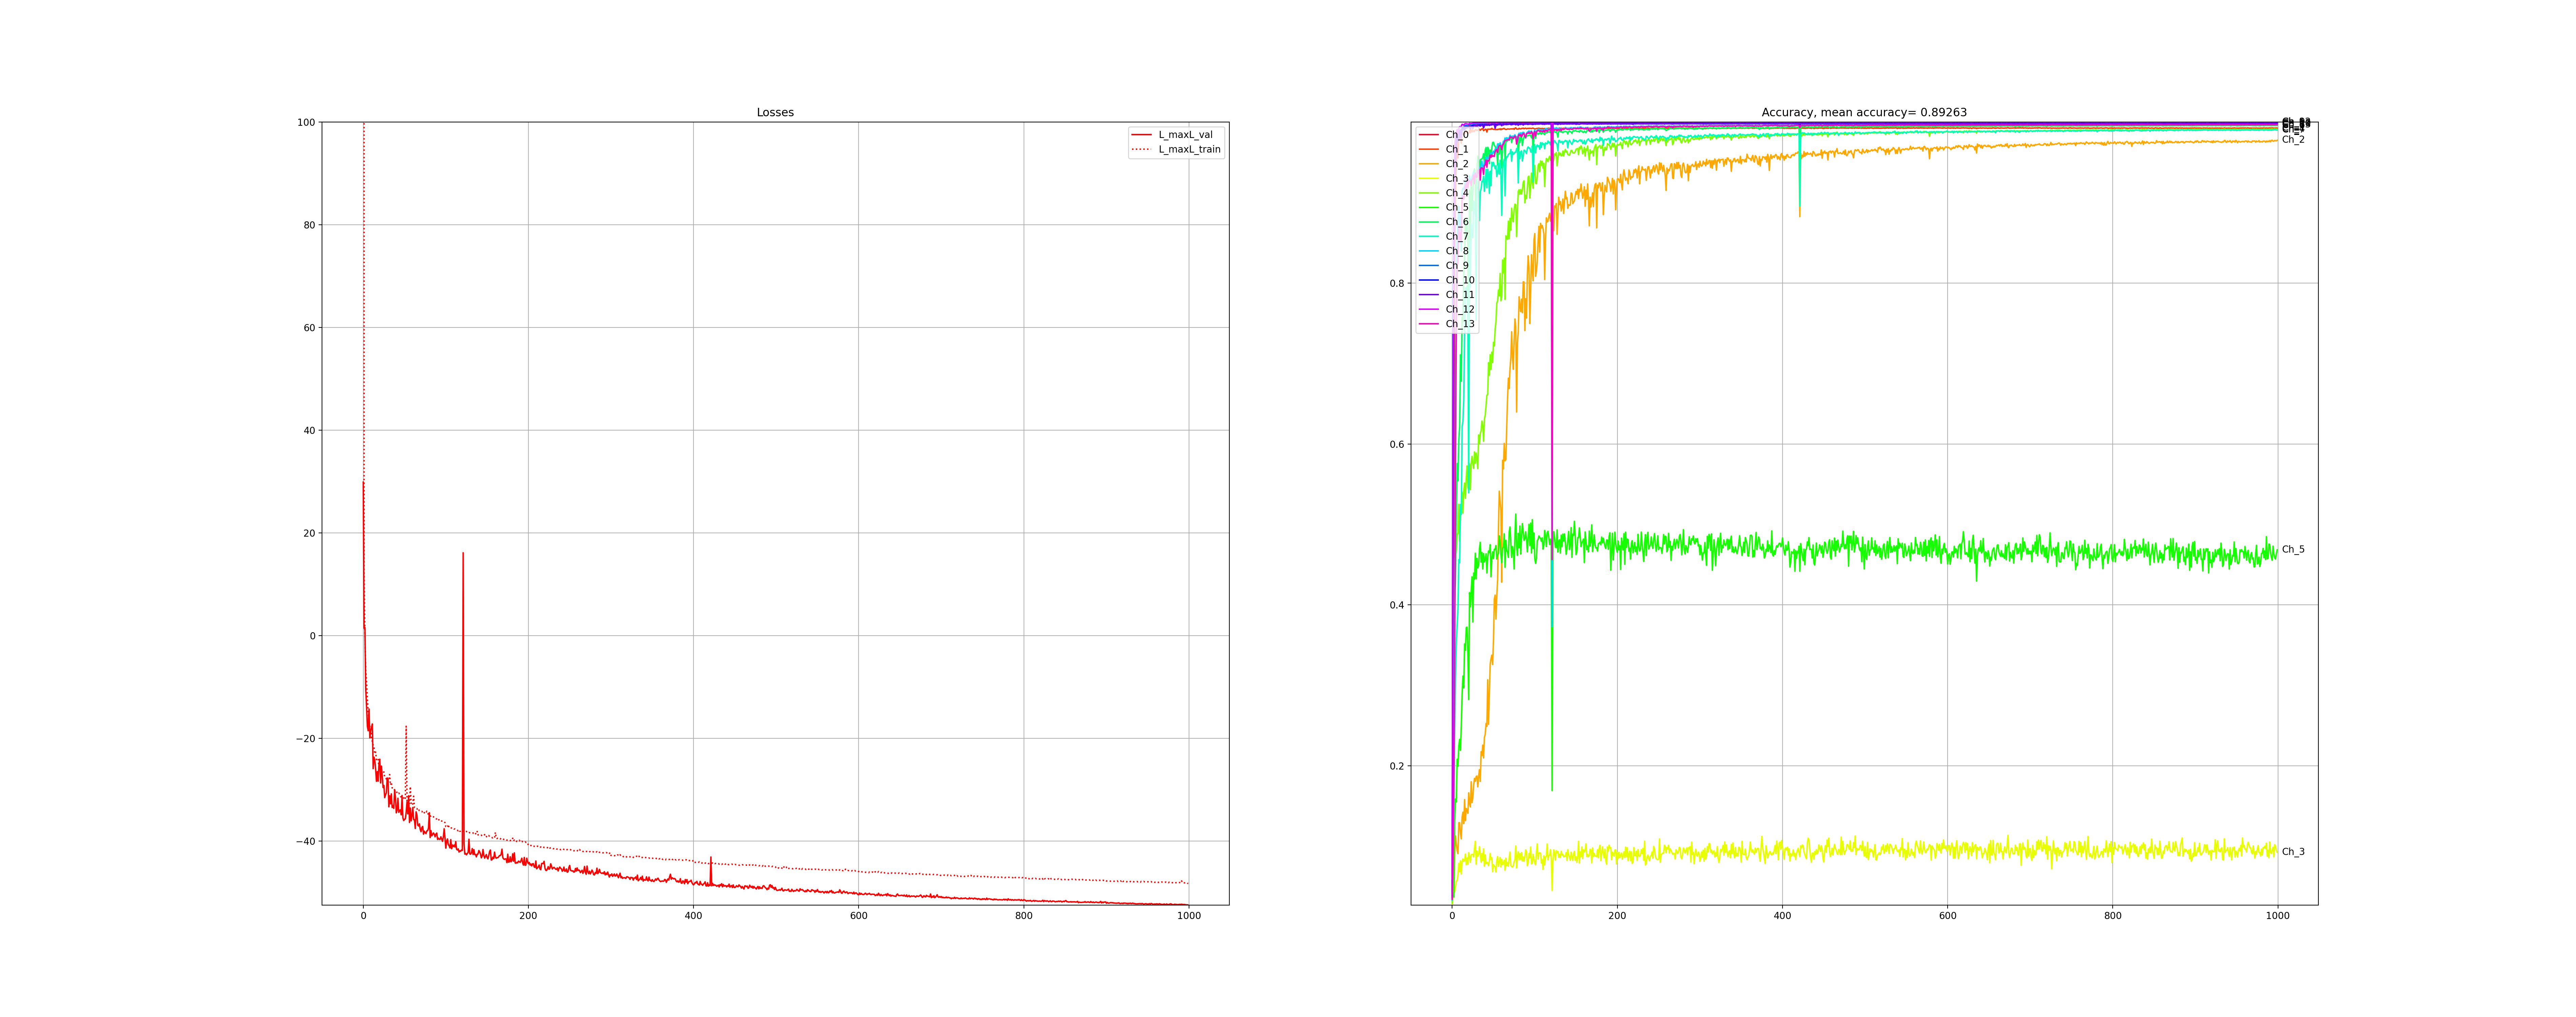 Losses
100
80
60
40
20
0
−20
−40
0
200
400
600
800
1000
L_maxL_val
L_maxL_train
Accuracy, mean accuracy= 0.89263
0.8
0.6
0.4
0.2
0
200
400
600
800
1000
Ch_0
Ch_1
Ch_2
Ch_3
Ch_4
Ch_5
Ch_6
Ch_7
Ch_8
Ch_9
Ch_10
Ch_11
Ch_12
Ch_13
Ch_2
Ch_5
Ch_3